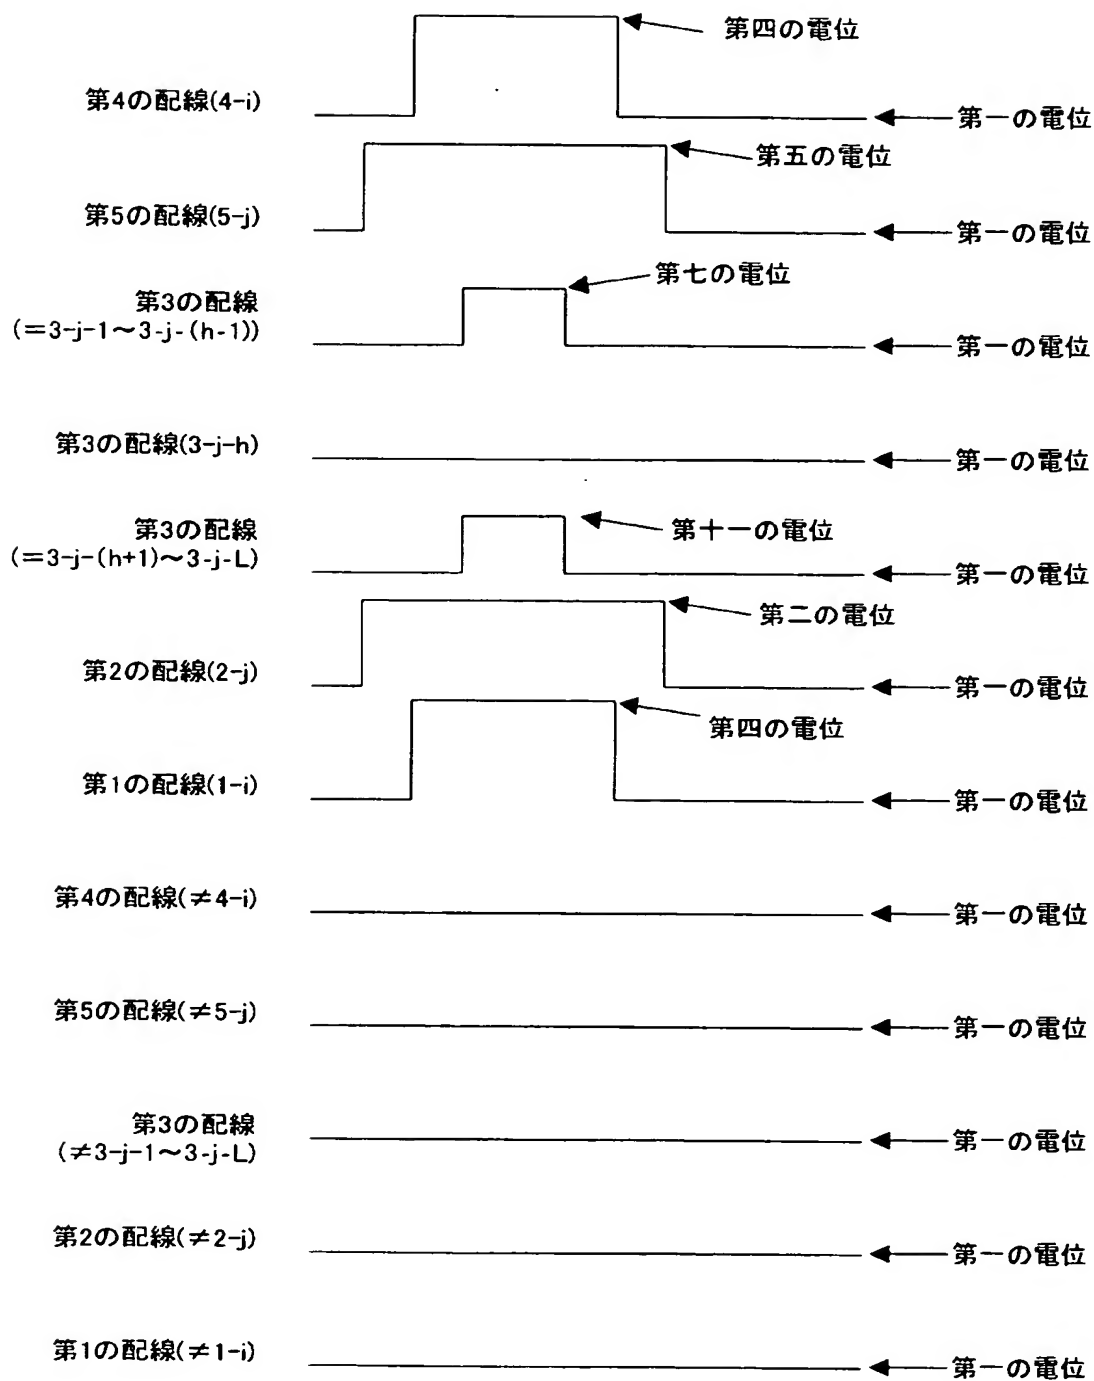 第四の電位
第4の配線(4-i)
第一の電位
第五の電位
第5の配線(5-j)
第一の電位
第七の電位
第3の配線
(=3-j-1~3-j-(h-1))
第一の電位
第3の配線(3-j-h)
第一の電位
第3の配線
(=3-j-(h+1)~3-j-L)
第十一の電位
第一の電位
第二の電位
第2の配線(2-j)
第一の電位
第四の電位
第1の配線(1-i)
第一の電位
第4の配線(≠4-i)
第一の電位
第5の配線(≠5-j)
第一の電位
第3の配線
(≠3-j-1~3-j-L)
第一の電位
第2の配線(≠2-j)
第一の電位
第1の配線(≠1-i)
第一の電位